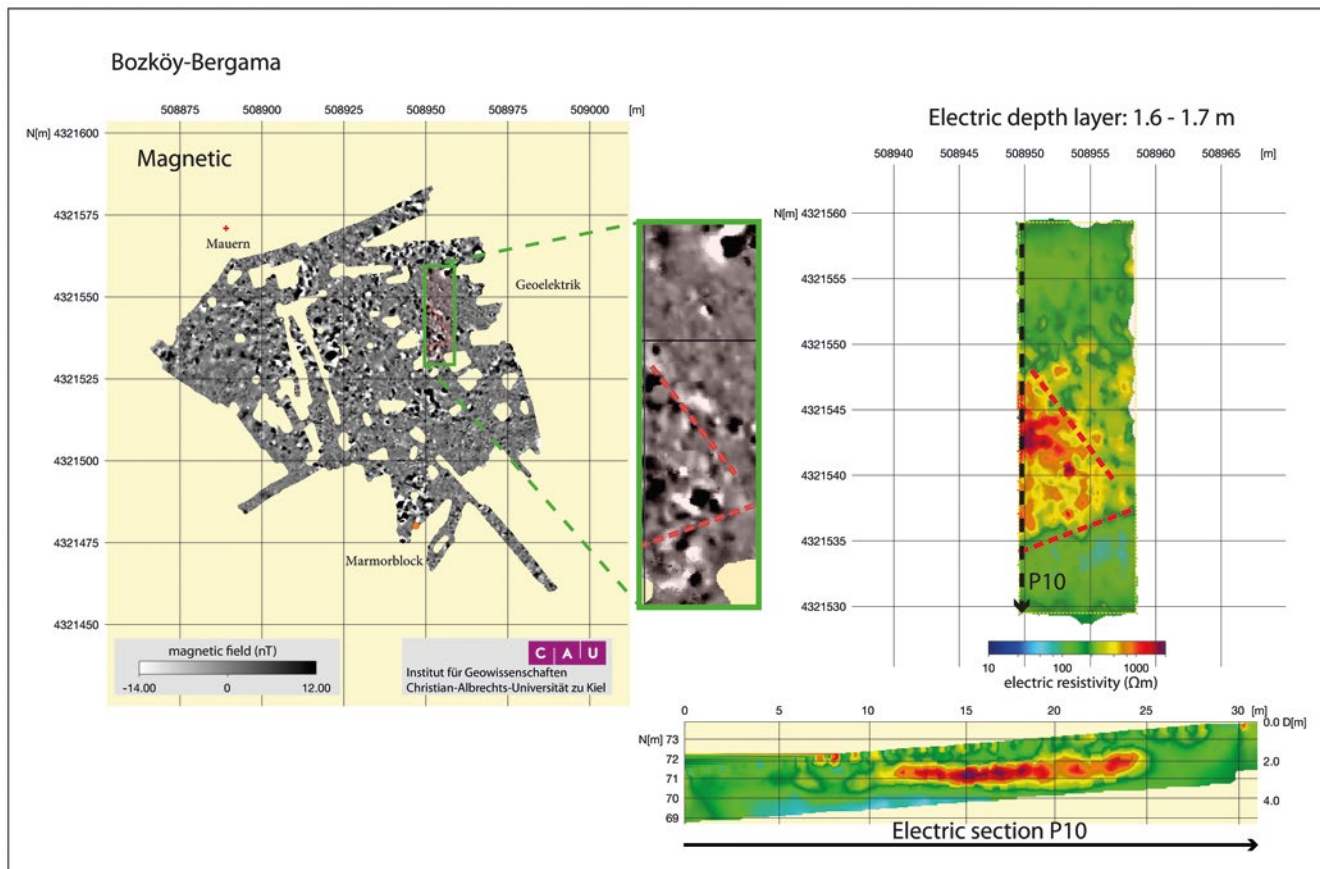 Bozköy-Bergama
508875 508900 508925 508950 508975 509000 [m]
N[m] 4321600
Magnetic
4321575
Mauern
4321550
Geoelektrik
4321525
4321500
4321475
Marmorblock
4321450
magnetic field (nT)
-14.00 0 12.00
C A U
Institut für Geowissenschaften
Christian-Albrechts-Universität zu Kiel
Electric depth layer: 1.6 - 1.7 m
508940 508945 508950 508955 508960 508965 [m]
N[m] 4321560
4321555
4321550
4321545
4321540
4321535
P10
4321530
10 100 1000
electric resistivity (Ωm)
0 5 10 15 20 25 30 [m]
N[m] 73 0.0 D[m]
72
71 2.0
70
69 4.0
Electric section P10